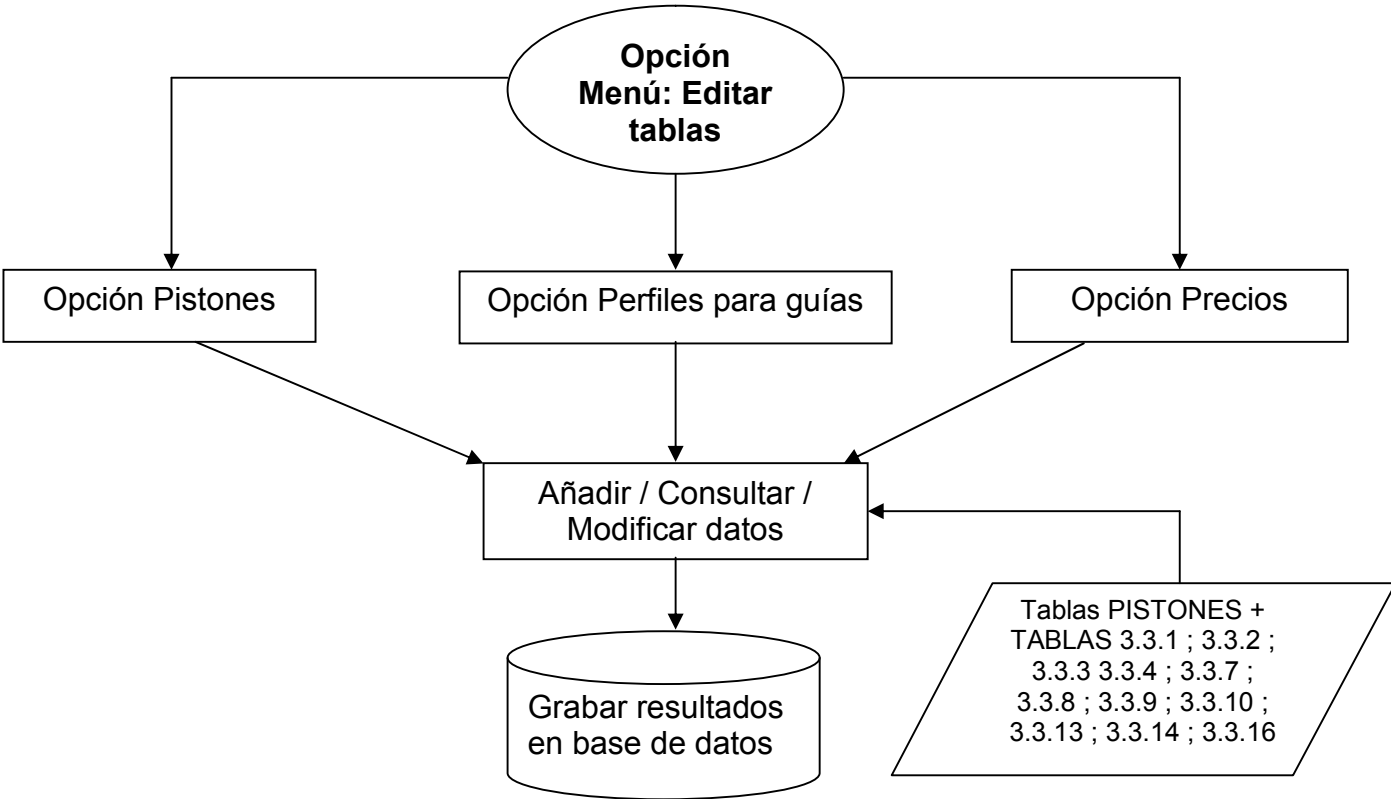 Opción
Menú: Editar
tablas
Opción Pistones
Opción Perfiles para guías
Opción Precios
Añadir / Consultar /
Modificar datos
Tablas PISTONES +
TABLAS 3.3.1 ; 3.3.2 ;
3.3.3 3.3.4 ; 3.3.7 ;
3.3.8 ; 3.3.9 ; 3.3.10 ;
3.3.13 ; 3.3.14 ; 3.3.16
Grabar resultados
en base de datos